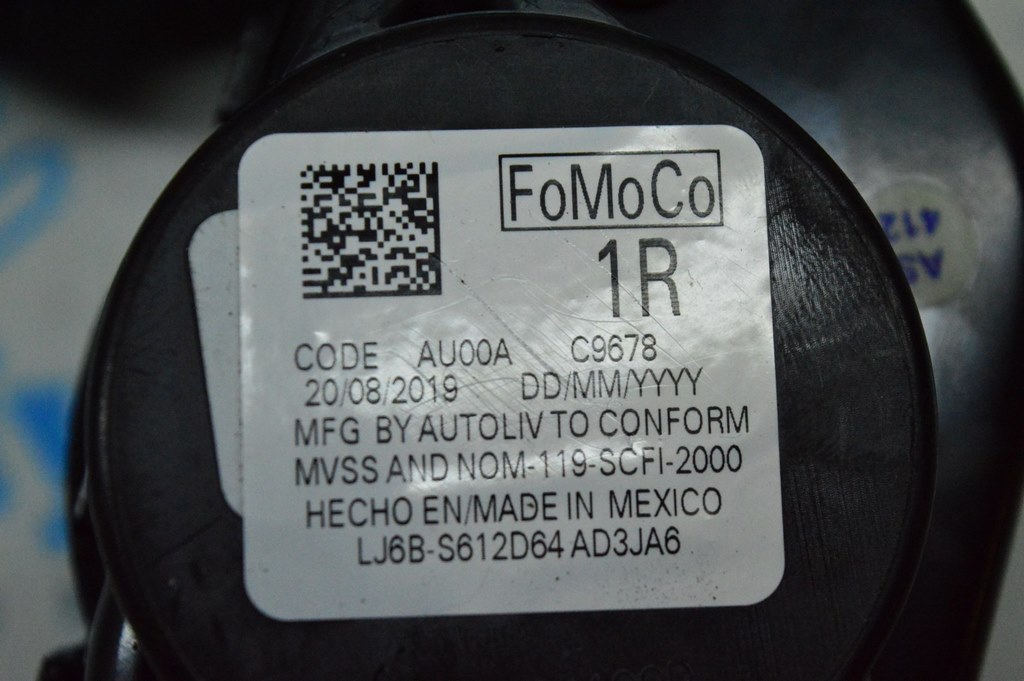 FoMoCo
1R
CODE AU00A C9678
20/08/2019 DD/MM/YYYY
MFG BY AUTOLIV TO CONFORM
MVSS AND NOM-119-SCFI-2000
HECHO EN/MADE IN MEXICO
LJ6B-S612D64 AD3JA6
412